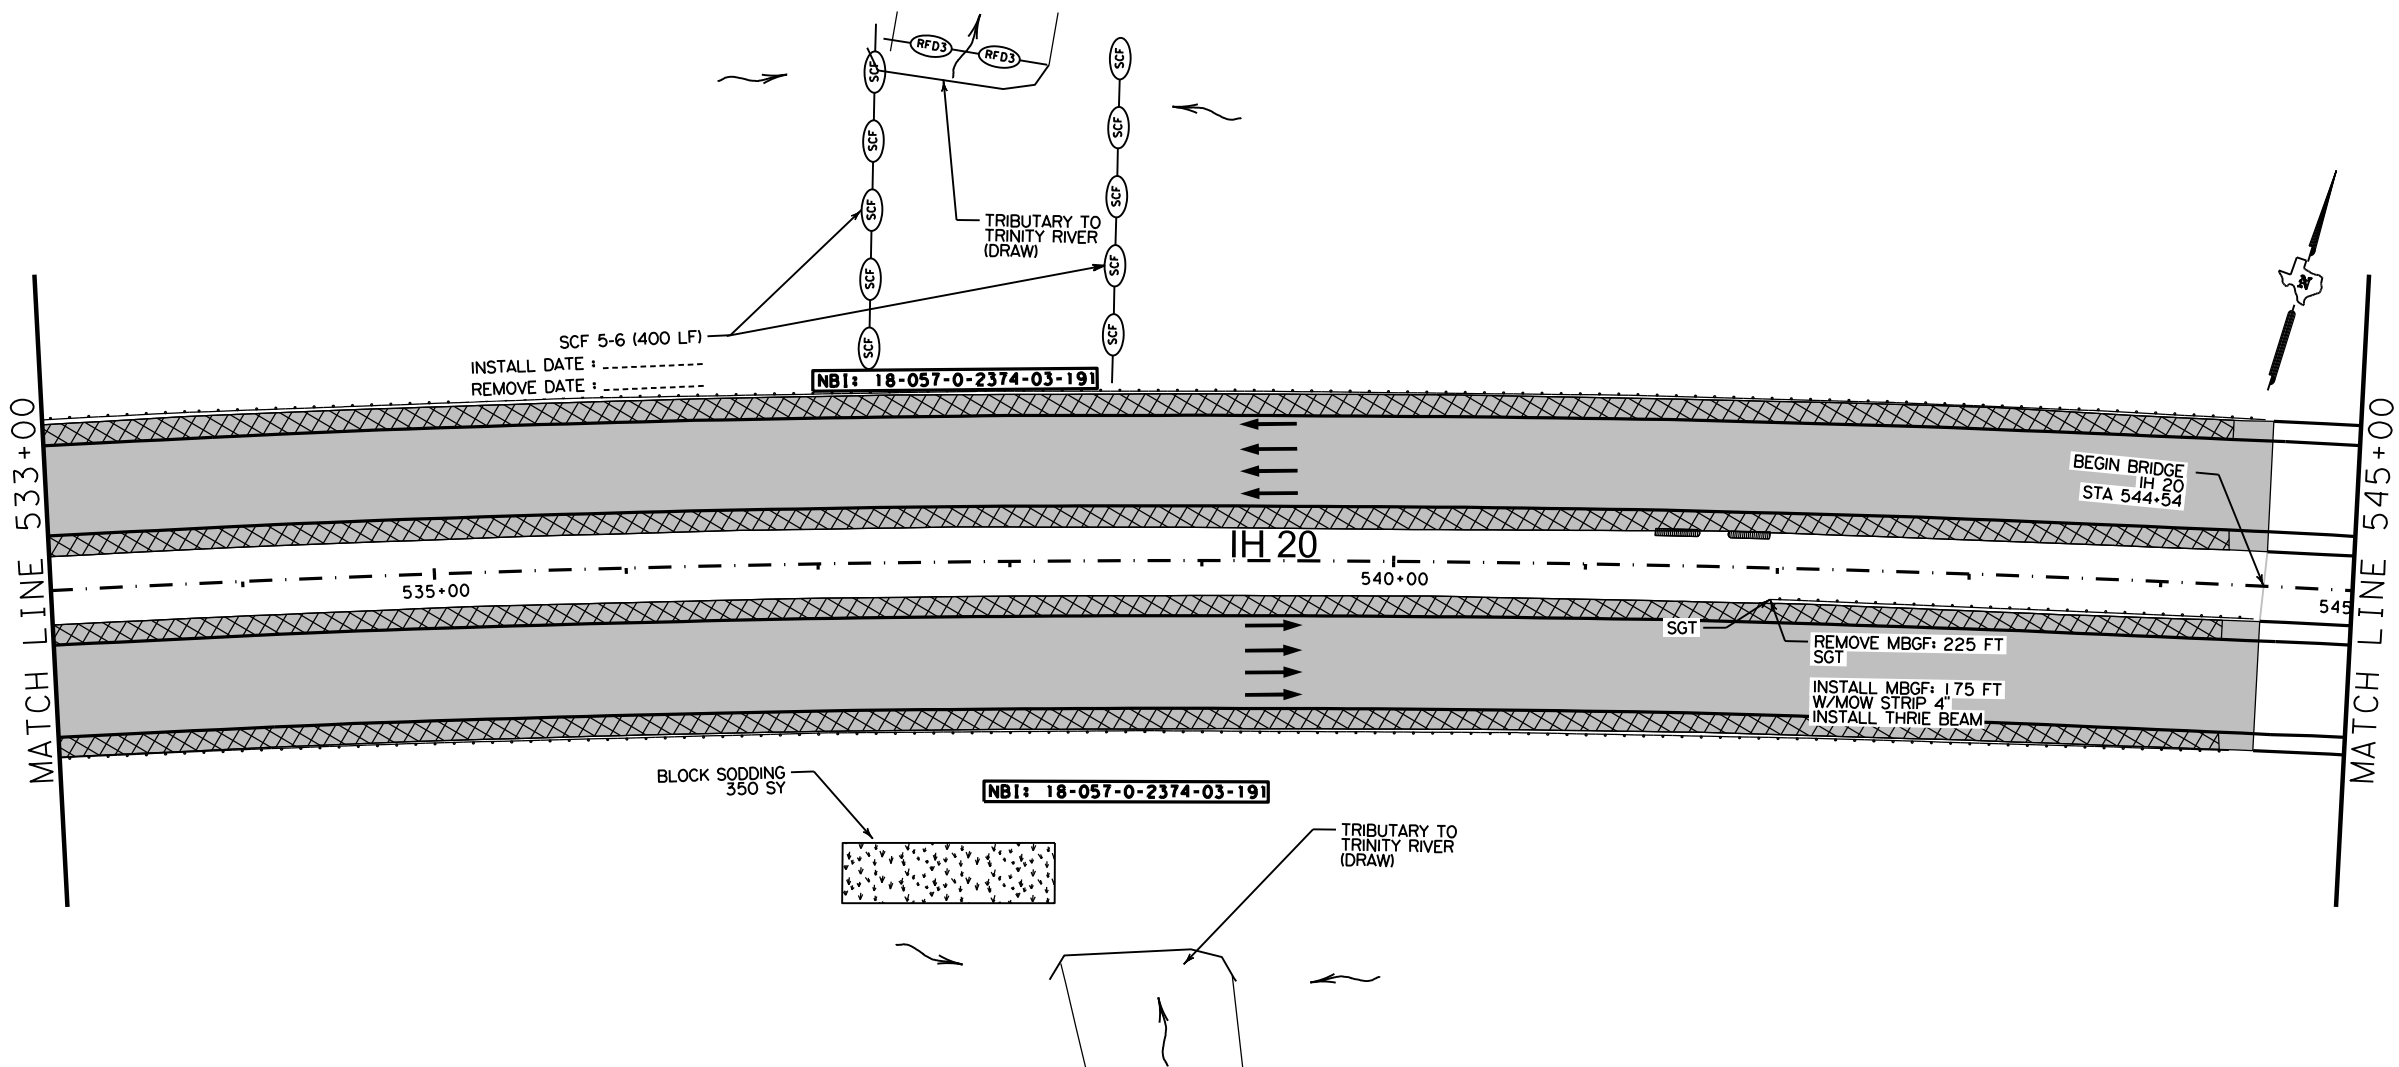 RFD3
RFD3
SCF
SCF
SCF
SCF
SCF
SCF
SCF
SCF
SCF
SCF
TRIBUTARY TO
TRINITY RIVER
(DRAW)
SCF 5-6 (400 LF)
INSTALL DATE :
REMOVE DATE :
NBI: 18-057-0-2374-03-191
N
MATCH LINE 533+00
MATCH LINE 545+00
BEGIN BRIDGE
IH 20
STA 544+54
IH 20
535+00
540+00
545
SGT
REMOVE MBGF: 225 FT
SGT
INSTALL MBGF: 175 FT
W/MOW STRIP 4"
INSTALL THRIE BEAM
BLOCK SODDING
350 SY
NBI: 18-057-0-2374-03-191
TRIBUTARY TO
TRINITY RIVER
(DRAW)